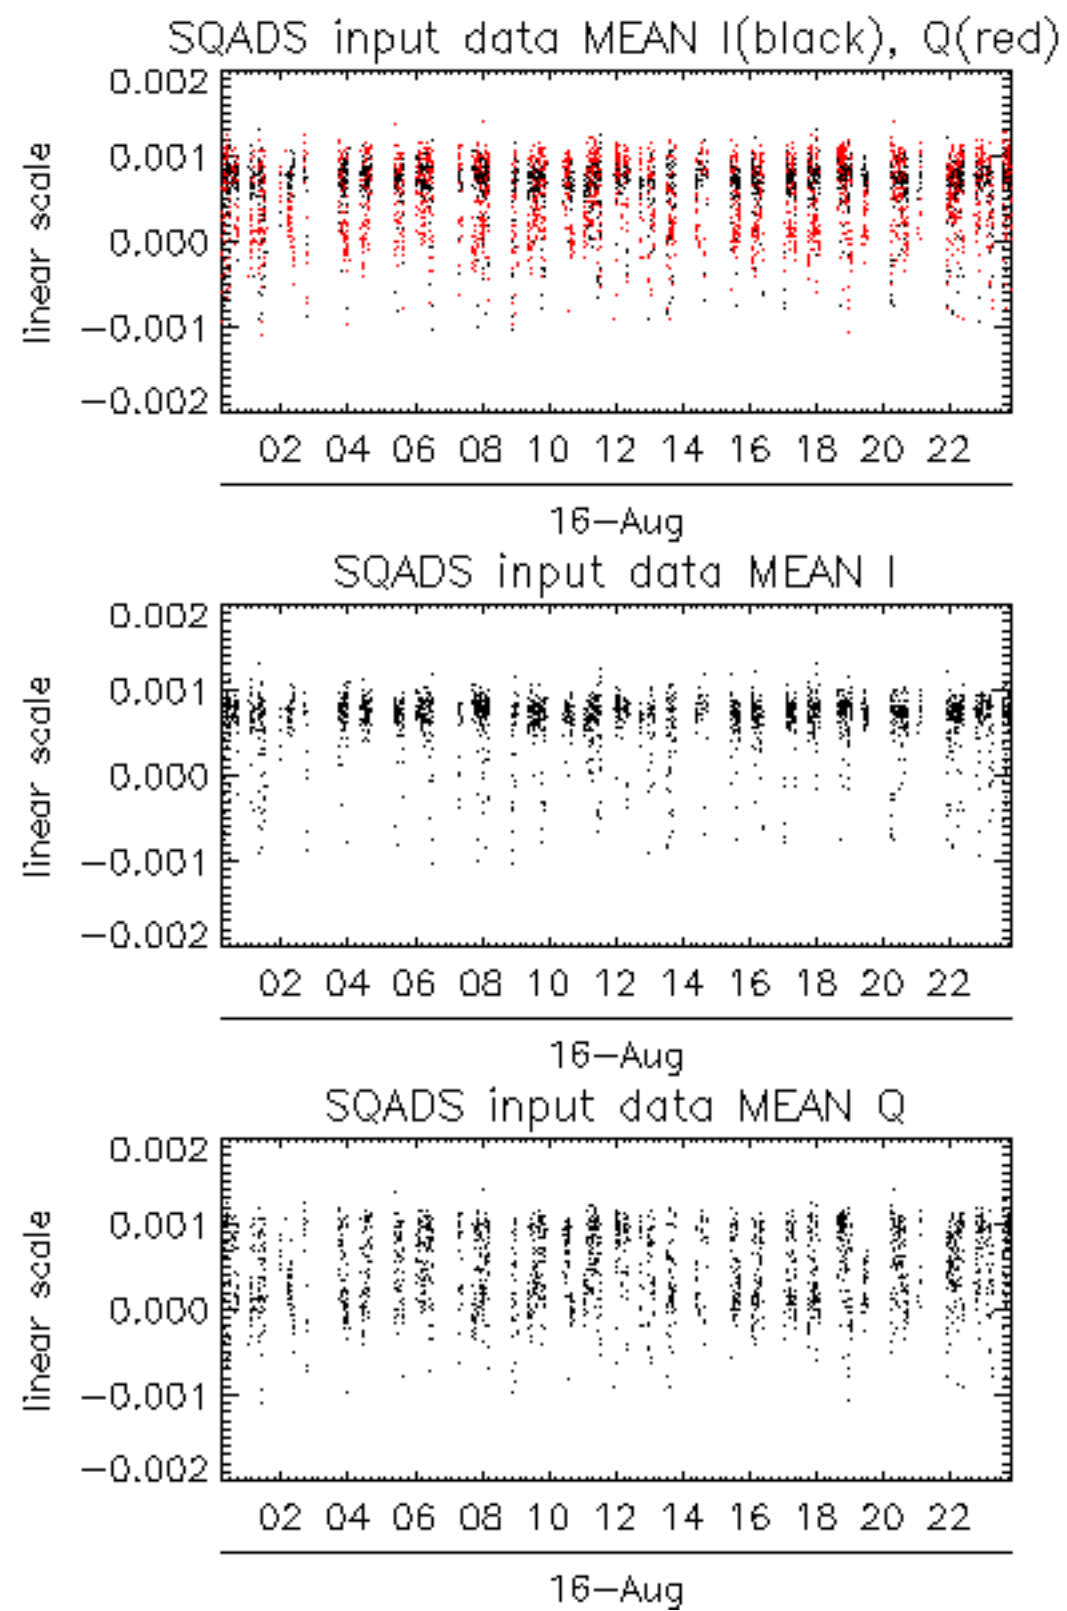 SQADS input data MEAN I(black), Q(red)
0.002
0.001
0.000
−0.001
−0.002
linear scale
02 04 06 08 10 12 14 16 18 20 22
16−Aug
SQADS input data MEAN I
0.002
0.001
0.000
−0.001
−0.002
linear scale
02 04 06 08 10 12 14 16 18 20 22
16−Aug
SQADS input data MEAN Q
0.002
0.001
0.000
−0.001
−0.002
linear scale
02 04 06 08 10 12 14 16 18 20 22
16−Aug